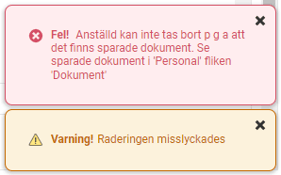 Fel! Anställd kan inte tas bort p g a att
det finns sparade dokument. Se
sparade dokument i 'Personal' fliken
'Dokument'
Varning! Raderingen misslyckades